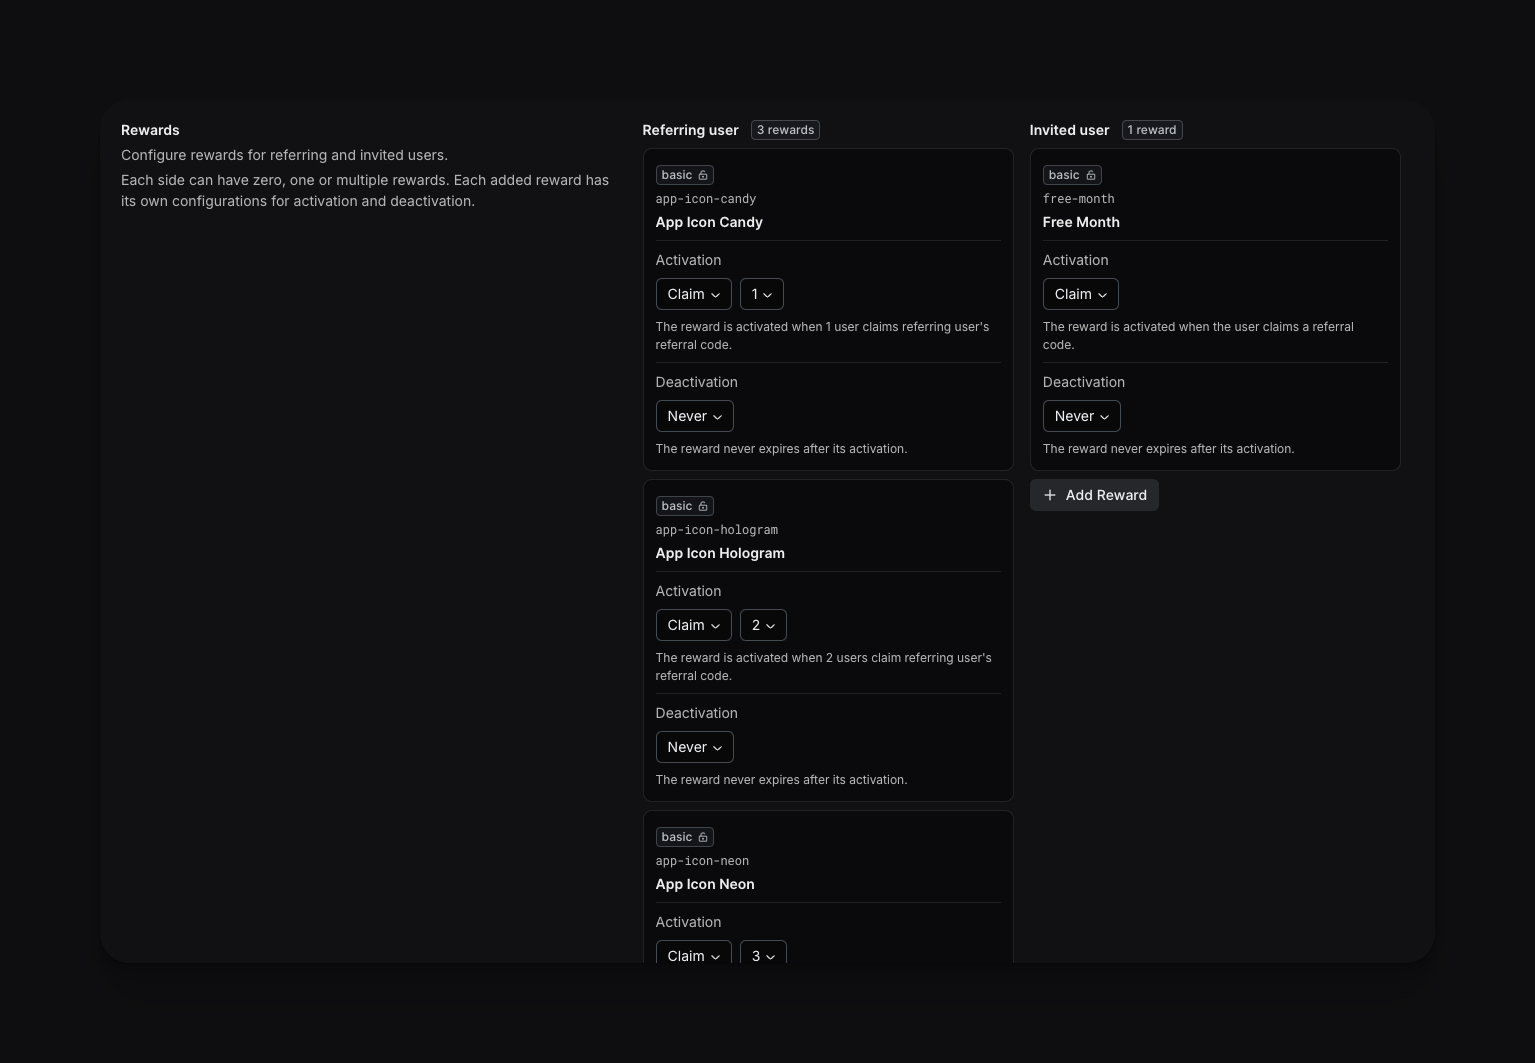 Rewards
Configure rewards for referring and invited users.
Each side can have zero, one or multiple rewards. Each added reward has
its own configurations for activation and deactivation.
Referring user 3 rewards
basic
app-icon-candy
App Icon Candy
Activation
Claim 1
The reward is activated when 1 user claims referring user's
referral code.
Deactivation
Never
The reward never expires after its activation.
basic
app-icon-hologram
App Icon Hologram
Activation
Claim 2
The reward is activated when 2 users claim referring user's
referral code.
Deactivation
Never
The reward never expires after its activation.
basic
app-icon-neon
App Icon Neon
Activation
Claim 3
Invited user 1 reward
basic
free-month
Free Month
Activation
Claim
The reward is activated when the user claims a referral
code.
Deactivation
Never
The reward never expires after its activation.
Add Reward